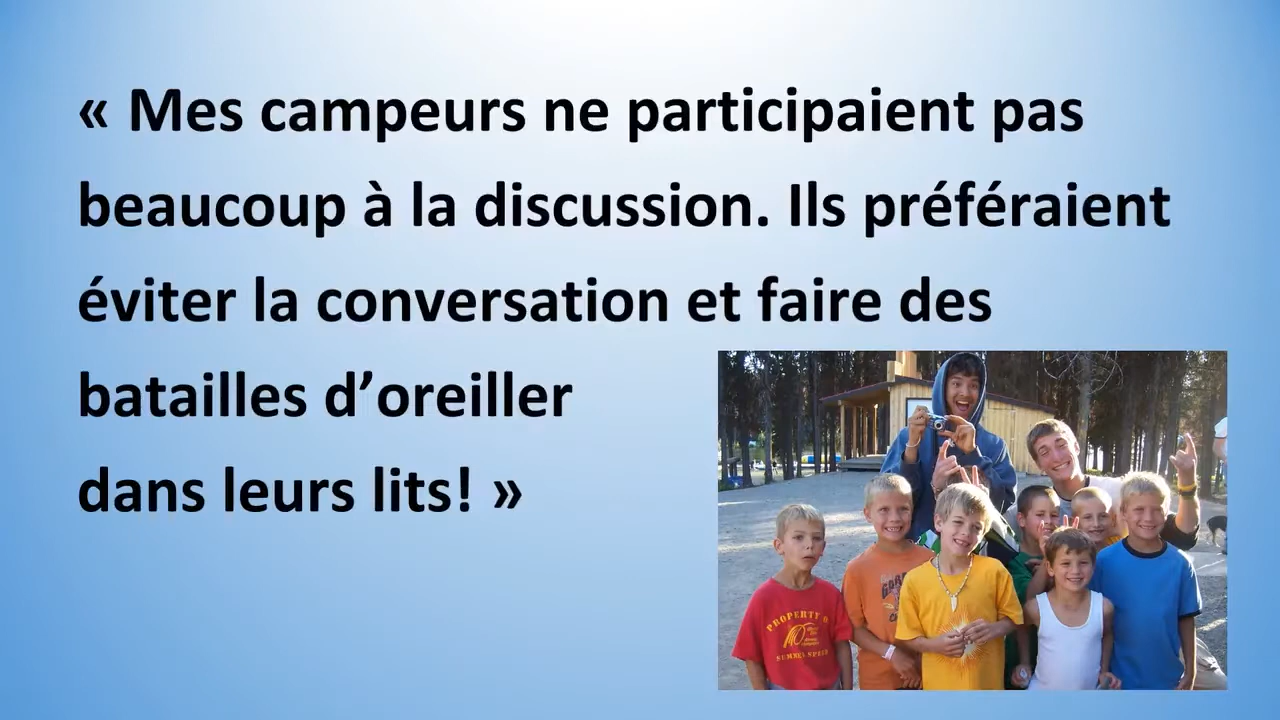 « Mes campeurs ne participaient pas
beaucoup à la discussion. Ils préféraient
éviter la conversation et faire des
batailles d’oreiller
dans leurs lits! »
PROPERTY O
SUMMER SPEED